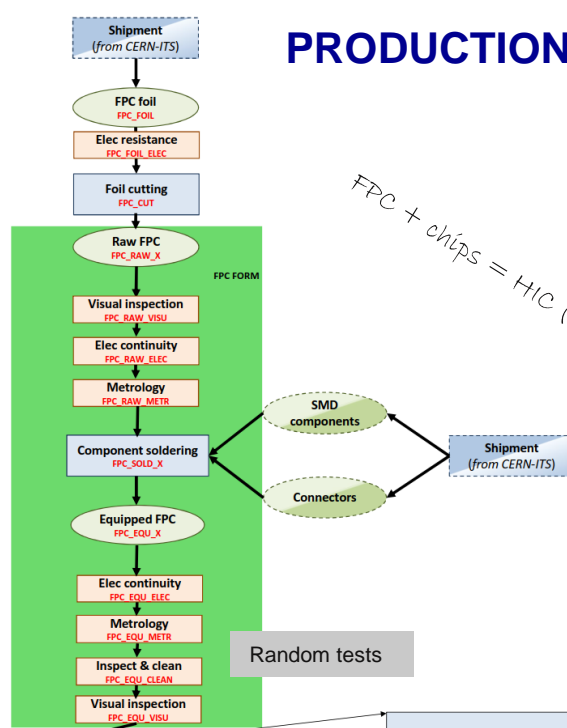 PRODUCTION
Shipment
(from CERN-ITS)
FPC foil
FPC_FOIL
Elec resistance
FPC_FOIL_ELEC
Foil cutting
FPC_CUT
FPC + chips = HIC (
Raw FPC
FPC_RAW_X
FPC FORM
Visual inspection
FPC_RAW_VISU
Elec continuity
FPC_RAW_ELEC
Metrology
FPC_RAW_METR
SMD
components
Component soldering
FPC_SOLD_X
Shipment
(from CERN-ITS)
Connectors
Equipped FPC
FPC_EQU_X
Elec continuity
FPC_EQU_ELEC
Metrology
FPC_EQU_METR
Random tests
Inspect & clean
FPC_EQU_CLEAN
Visual inspection
FPC_EQU_VISU